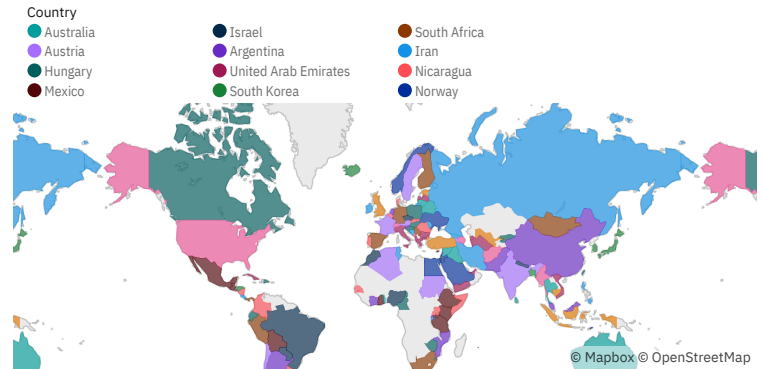 Country
Australia
Austria
Hungary
Mexico
Israel
Argentina
United Arab Emirates
South Korea
South Africa
Iran
Nicaragua
Norway
© Mapbox © OpenStreetMap